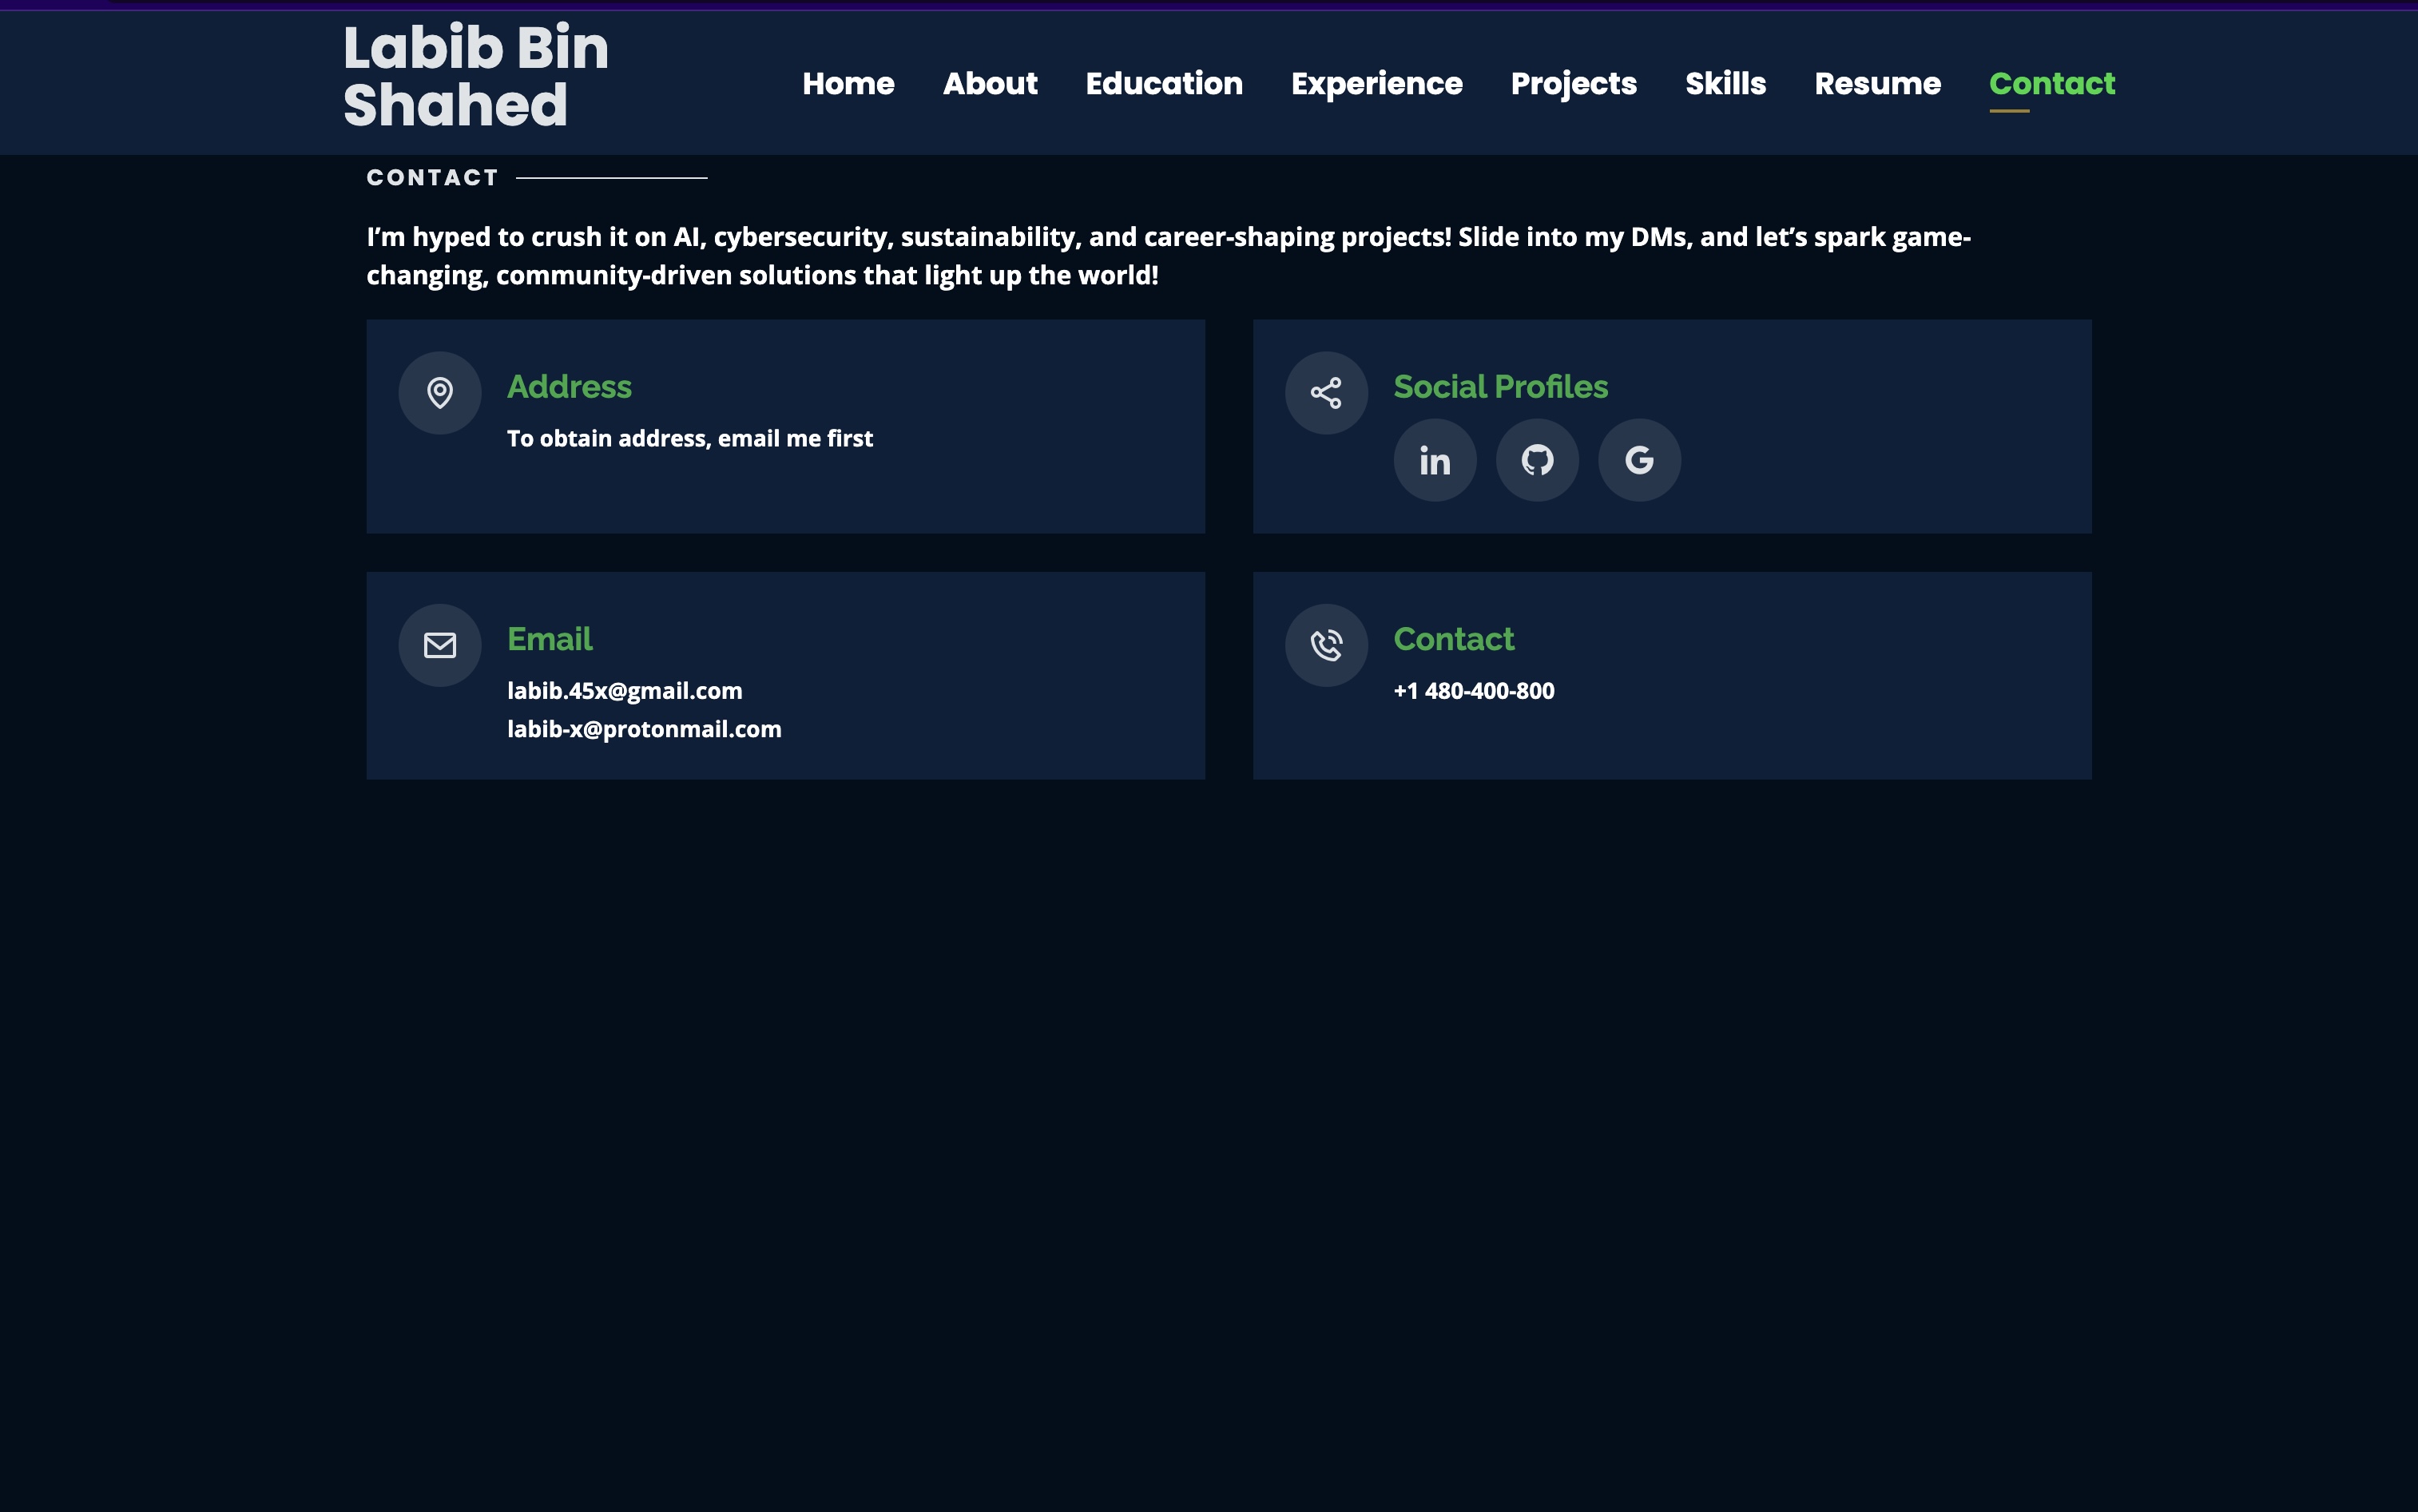 Labib Bin
Shahed
Home About Education Experience Projects Skills Resume Contact
CONTACT
I’m hyped to crush it on AI, cybersecurity, sustainability, and career-shaping projects! Slide into my DMs, and let’s spark game-
changing, community-driven solutions that light up the world!
Address
To obtain address, email me first
Social Profiles
in
G
Email
labib.45x@gmail.com
labib-x@protonmail.com
Contact
+1 480-400-800